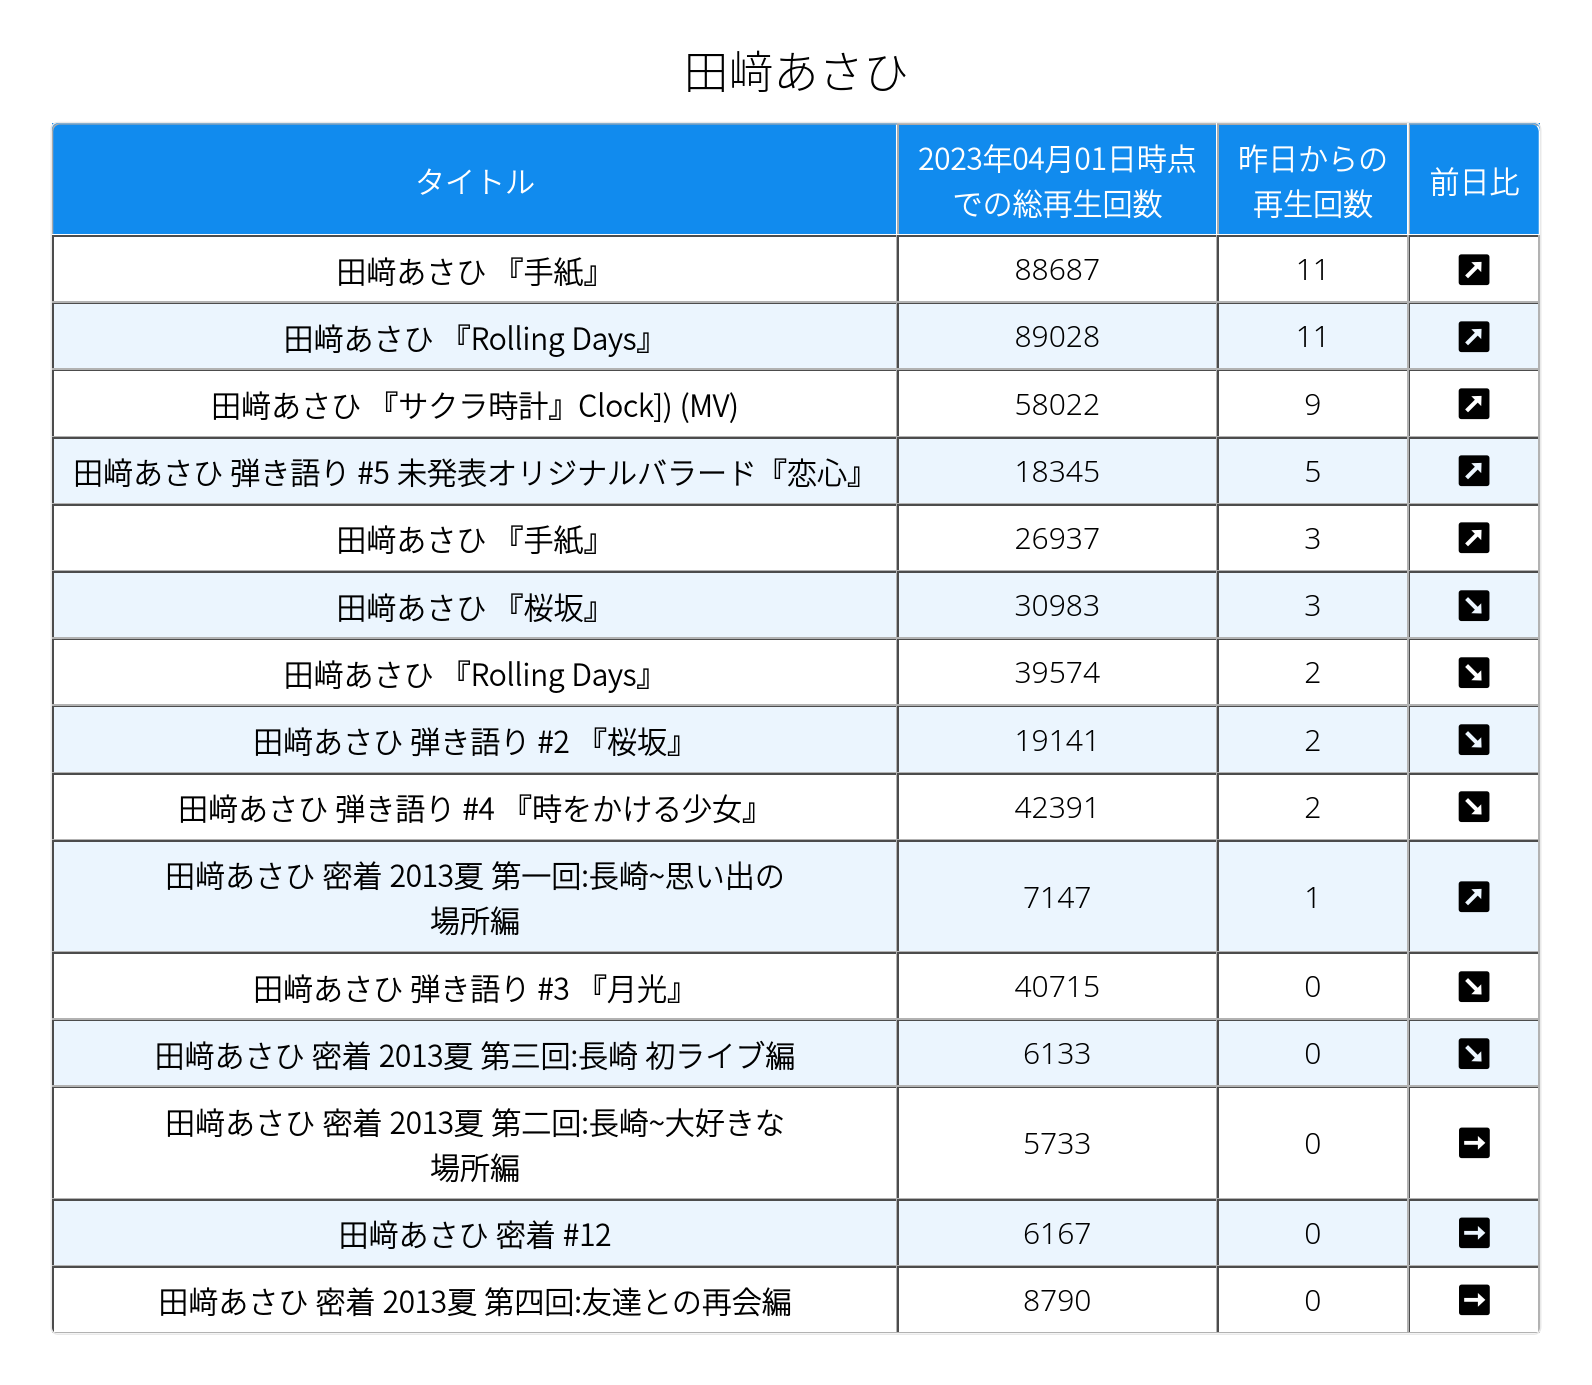 田﨑あさひ
タイトル
2023年04月01日時点
での総再生回数
昨日からの
再生回数
前日比
田﨑あさひ 『手紙』
88687
11
田﨑あさひ 『Rolling Days』
89028
11
田﨑あさひ 『サクラ時計』Clock]) (MV)
58022
9
田﨑あさひ 弾き語り #5 未発表オリジナルバラード『恋心』
18345
5
田﨑あさひ 『手紙』
26937
3
田﨑あさひ 『桜坂』
30983
3
田﨑あさひ 『Rolling Days』
39574
2
田﨑あさひ 弾き語り #2 『桜坂』
19141
2
田﨑あさひ 弾き語り #4 『時をかける少女』
42391
2
田﨑あさひ 密着 2013夏 第一回:長崎~思い出の
場所編
7147
1
田﨑あさひ 弾き語り #3 『月光』
40715
0
田﨑あさひ 密着 2013夏 第三回:長崎 初ライブ編
6133
0
田﨑あさひ 密着 2013夏 第二回:長崎~大好きな
場所編
5733
0
田﨑あさひ 密着 #12
6167
0
田﨑あさひ 密着 2013夏 第四回:友達との再会編
8790
0